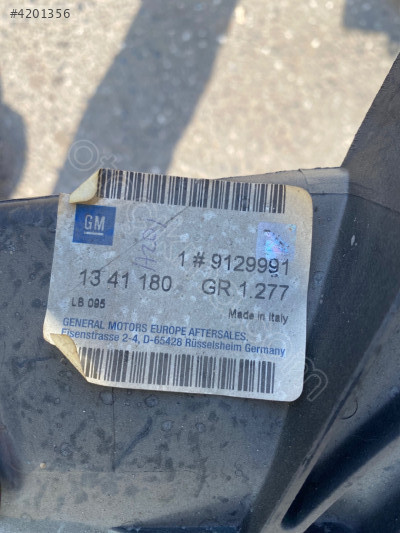 #4201356
GM
1 # 9129991
13 41 180 GR 1.277
LB 095
Made in Italy
GENERAL MOTORS EUROPE AFTERSALES,
Eisenstrasse 2-4, D-65428 Rüsselsheim Germany